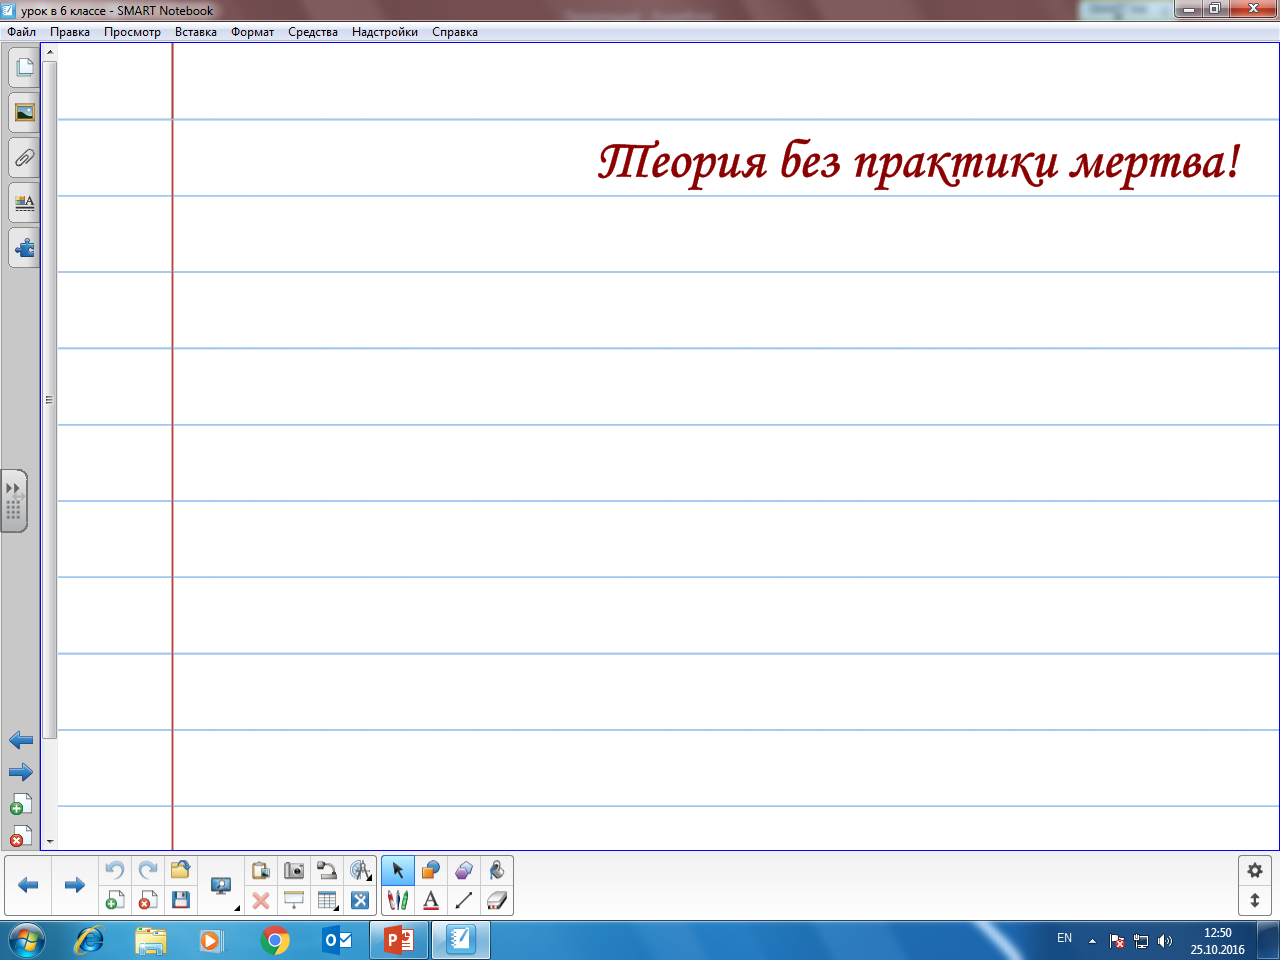 урок в 6 классе - SMART Notebook
Файл Правка Просмотр Вставка Формат Средства Надстройки Справка
Теория без практики мертва!
EN
12:50
25.10.2016